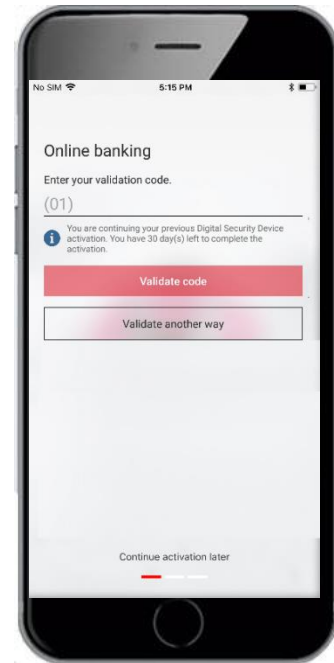 No SIM 5:15 PM
Online banking
Enter your validation code.
(01)
You are continuing your previous Digital Security Device
activation. You have 30 day(s) left to complete the
activation.
Validate code
Validate another way
Continue activation later